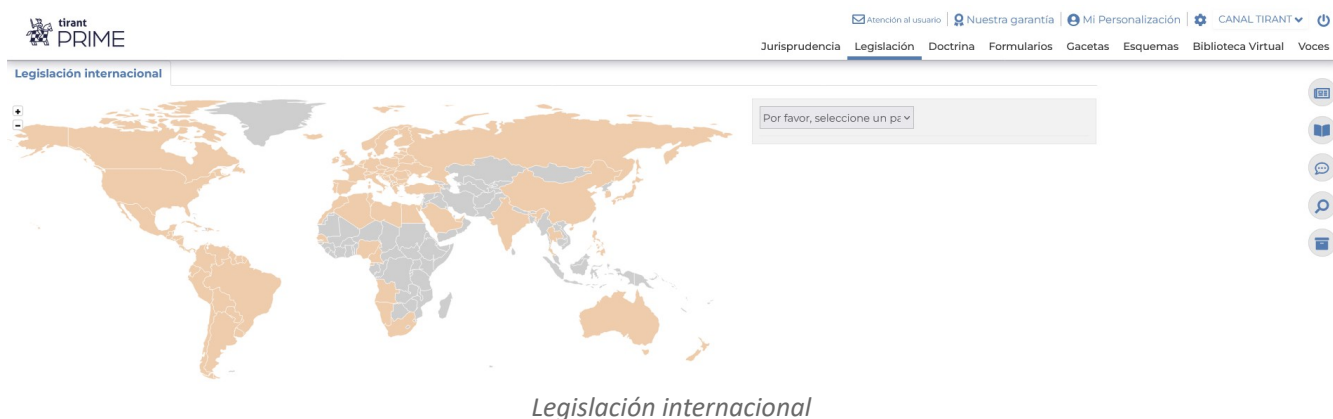 tirant
PRIME
Atención al usuario Nuestra garantía Mi Personalización CANAL TIRANT
Jurisprudencia Legislación Doctrina Formularios Gacetas Esquemas Biblioteca Virtual Voces
Legislación internacional
+
-
Por favor, seleccione un pa
Legislación internacional